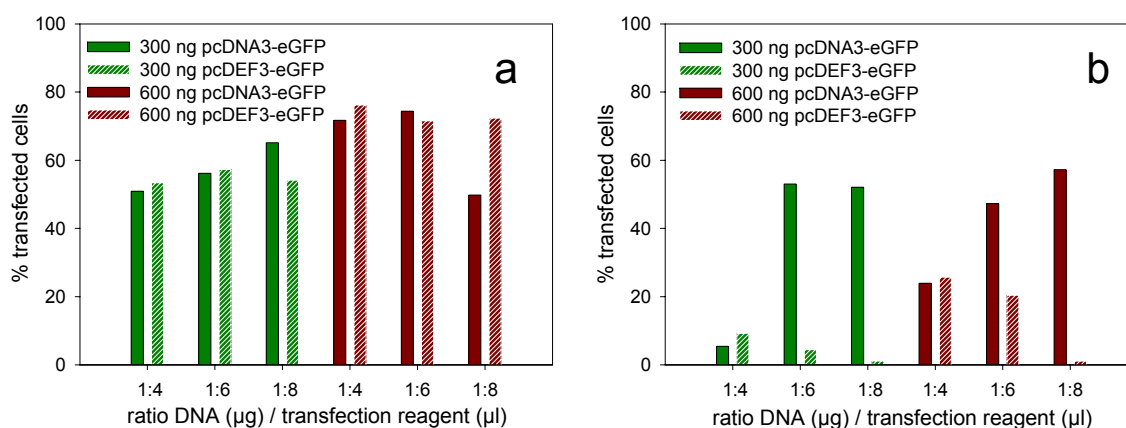 100
80
60
40
20
0
% transfected cells
300 ng pcDNA3-eGFP
300 ng pcDEF3-eGFP
600 ng pcDNA3-eGFP
600 ng pcDEF3-eGFP
a
1:4 1:6 1:8 1:4 1:6 1:8
ratio DNA (µg) / transfection reagent (µl)
100
80
60
40
20
0
% transfected cells
300 ng pcDNA3-eGFP
300 ng pcDEF3-eGFP
600 ng pcDNA3-eGFP
600 ng pcDEF3-eGFP
b
1:4 1:6 1:8 1:4 1:6 1:8
ratio DNA (µg) / transfection reagent (µl)